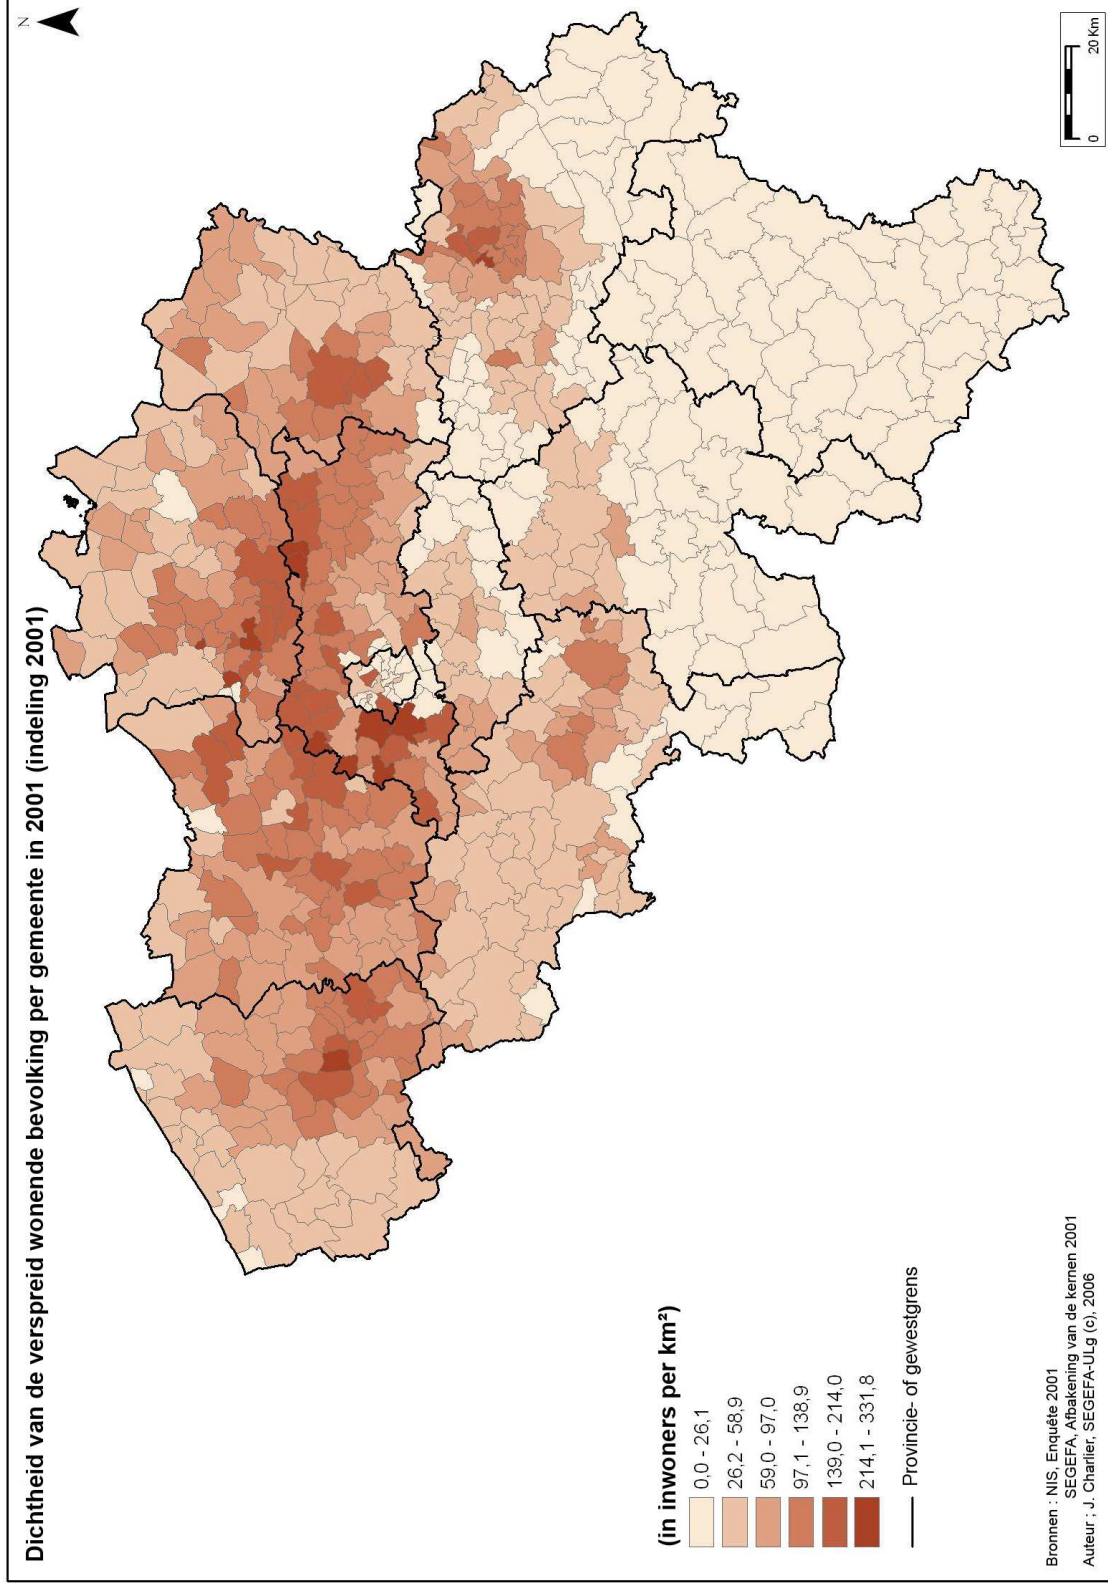 Dichtheid van de verspreid wonende bevolking per gemeente in 2001 (indeling 2001)
N
(in inwoners per km²)
0,0 - 26,1
26,2 - 58,9
59,0 - 97,0
97,1 - 138,9
139,0 - 214,0
214,1 - 331,8
Provincie- of gewestgrens
0 20 Km
Bronnen : NIS, Enquête 2001
SEGEFA, Afbakening van de kernen 2001
Auteur : J. Charlier, SEGEFA-ULg (c), 2006